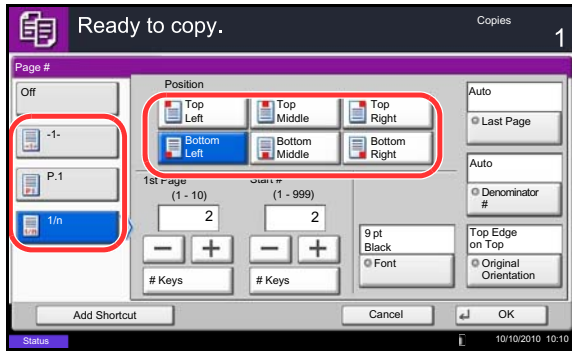 Ready to copy.
Copies
1
Page #
Off
-1-
P.1
1/n
Position
Top
Left
Top
Middle
Top
Right
Bottom
Left
Bottom
Middle
Bottom
Right
1st Page
(1 - 10)
2
# Keys
Start #
(1 - 999)
2
# Keys
9 pt
Black
Font
Auto
Last Page
Auto
Denominator
#
Top Edge
on Top
Original
Orientation
Add Shortcut
Cancel
OK
Status
10/10/2010 10:10